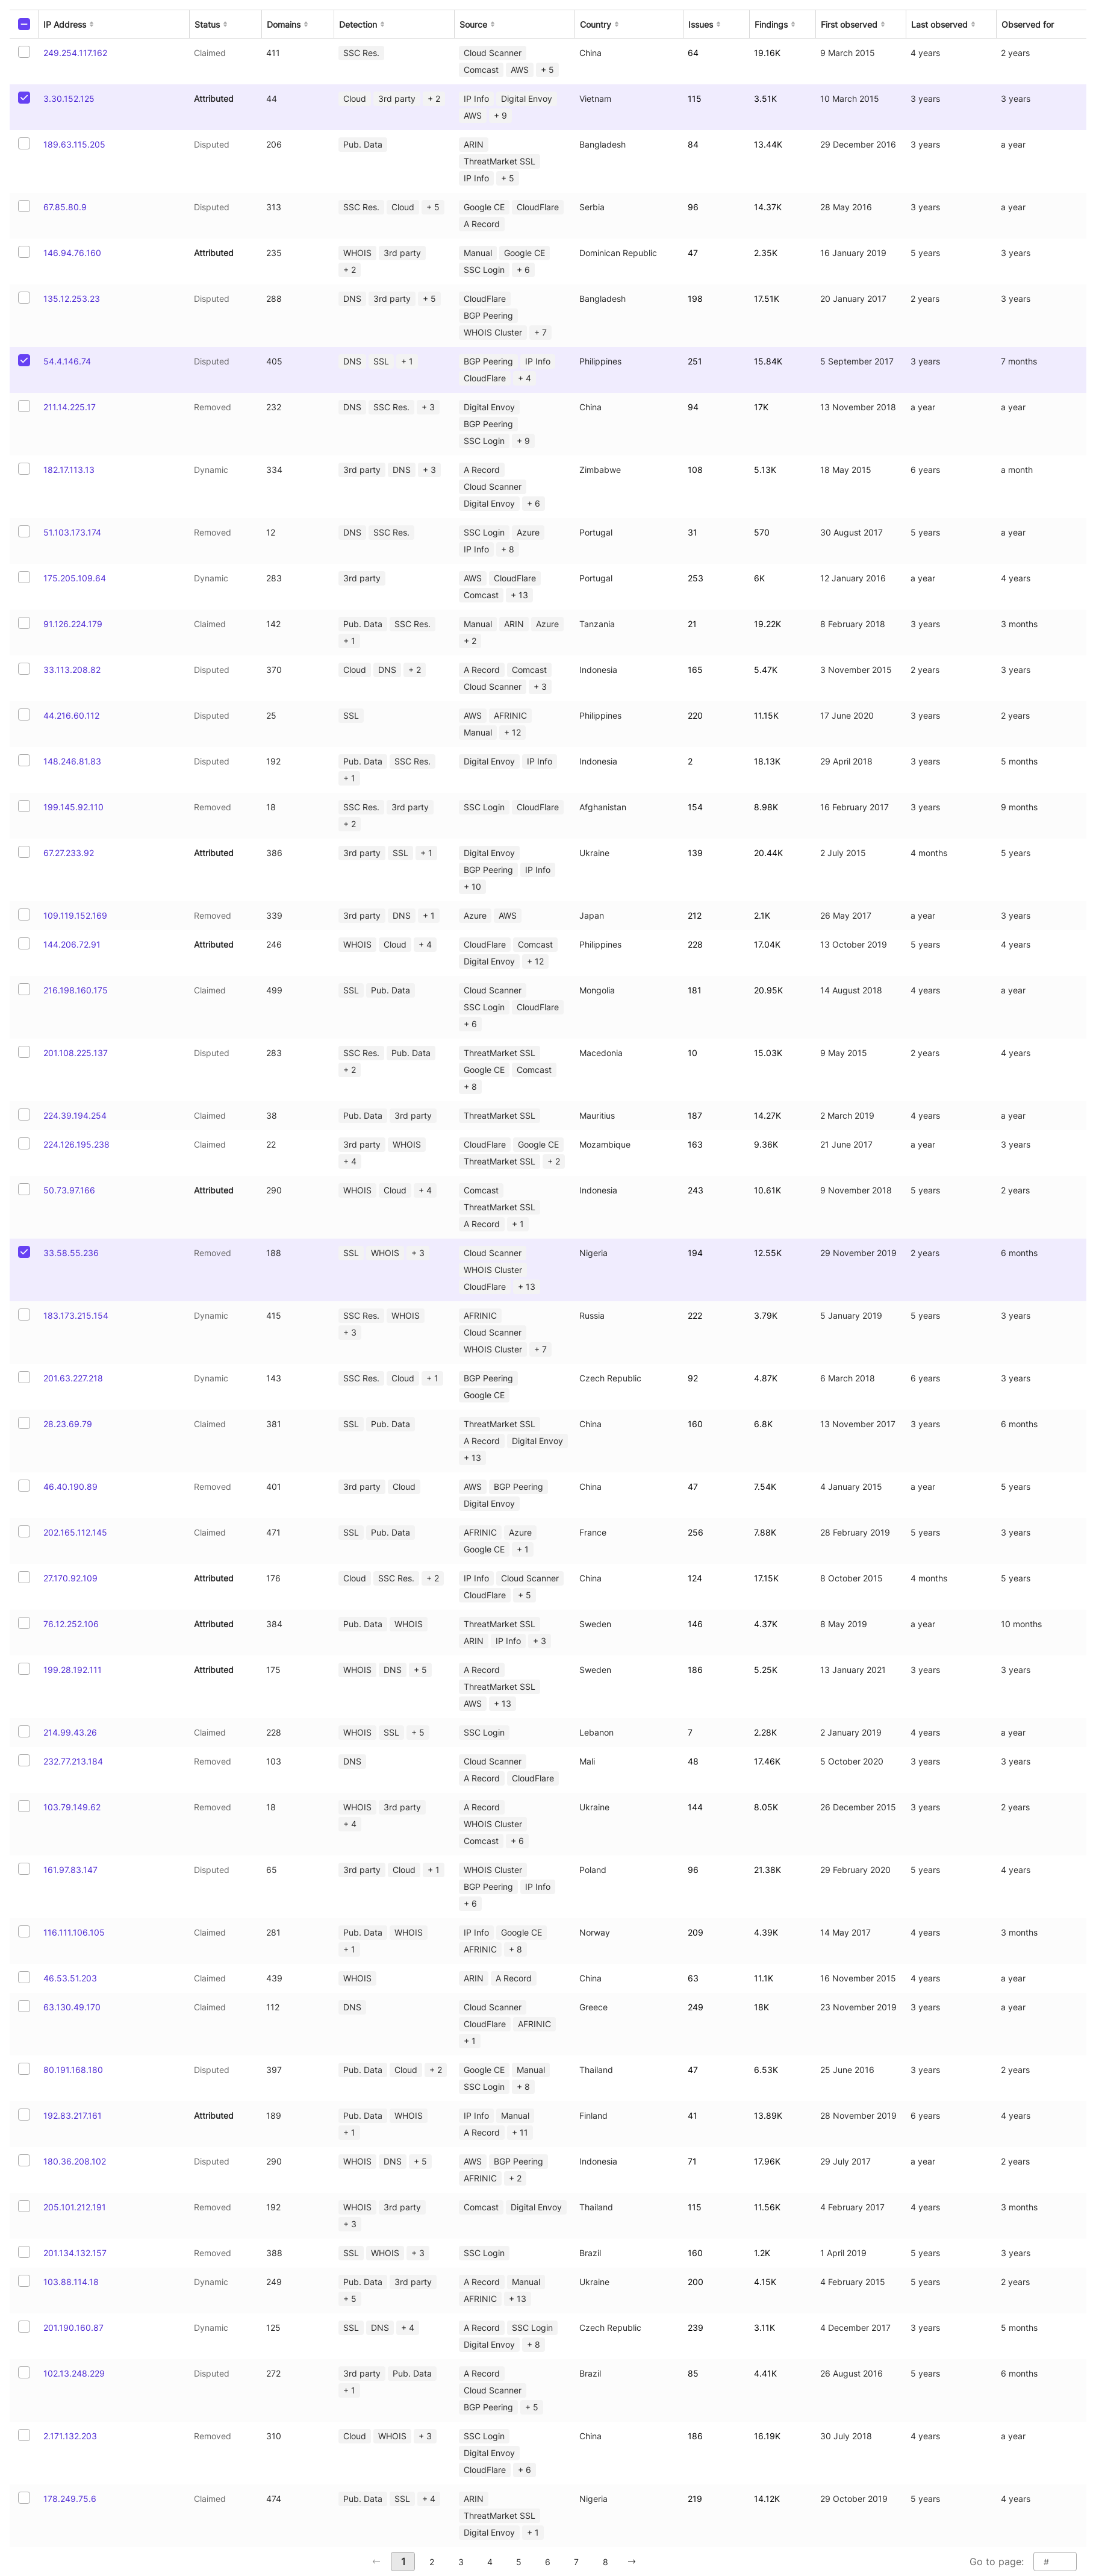 IP Address Status Domains Detection Source Country Issues Findings First observed Last observed Observed for
249.254.117.162 Claimed 411 SSC Res. Cloud Scanner China 64 19.16K 9 March 2015 4 years 2 years
Comcast AWS + 5
3.30.152.125 Attributed 44 Cloud 3rd party + 2 IP Info Digital Envoy Vietnam 115 3.51K 10 March 2015 3 years 3 years
AWS + 9
189.63.115.205 Disputed 206 Pub. Data ARIN Bangladesh 84 13.44K 29 December 2016 3 years a year
ThreatMarket SSL
IP Info + 5
67.85.80.9 Disputed 313 SSC Res. Cloud + 5 Google CE CloudFlare Serbia 96 14.37K 28 May 2016 3 years a year
A Record
146.94.76.160 Attributed 235 WHOIS 3rd party Manual Google CE Dominican Republic 47 2.35K 16 January 2019 5 years 3 years
+ 2 SSC Login + 6
135.12.253.23 Disputed 288 DNS 3rd party + 5 CloudFlare Bangladesh 198 17.51K 20 January 2017 2 years 3 years
BGP Peering
WHOIS Cluster + 7
54.4.146.74 Disputed 405 DNS SSL + 1 BGP Peering IP Info Philippines 251 15.84K 5 September 2017 3 years 7 months
CloudFlare + 4
211.14.225.17 Removed 232 DNS SSC Res. + 3 Digital Envoy China 94 17K 13 November 2018 a year a year
BGP Peering
SSC Login + 9
182.17.113.13 Dynamic 334 3rd party DNS + 3 A Record Zimbabwe 108 5.13K 18 May 2015 6 years a month
Cloud Scanner
Digital Envoy + 6
51.103.173.174 Removed 12 DNS SSC Res. SSC Login Azure Portugal 31 570 30 August 2017 5 years a year
IP Info + 8
175.205.109.64 Dynamic 283 3rd party AWS CloudFlare Portugal 253 6K 12 January 2016 a year 4 years
Comcast + 13
91.126.224.179 Claimed 142 Pub. Data SSC Res. Manual ARIN Azure Tanzania 21 19.22K 8 February 2018 3 years 3 months
+ 1 + 2
33.113.208.82 Disputed 370 Cloud DNS + 2 A Record Comcast Indonesia 165 5.47K 3 November 2015 2 years 3 years
Cloud Scanner + 3
44.216.60.112 Disputed 25 SSL AWS AFRINIC Philippines 220 11.15K 17 June 2020 3 years 2 years
Manual + 12
148.246.81.83 Disputed 192 Pub. Data SSC Res. Digital Envoy IP Info Indonesia 2 18.13K 29 April 2018 3 years 5 months
+ 1
199.145.92.110 Removed 18 SSC Res. 3rd party SSC Login CloudFlare Afghanistan 154 8.98K 16 February 2017 3 years 9 months
+ 2
67.27.233.92 Attributed 386 3rd party SSL + 1 Digital Envoy Ukraine 139 20.44K 2 July 2015 4 months 5 years
BGP Peering IP Info
+ 10
109.119.152.169 Removed 339 3rd party DNS + 1 Azure AWS Japan 212 2.1K 26 May 2017 a year 3 years
144.206.72.91 Attributed 246 WHOIS Cloud + 4 CloudFlare Comcast Philippines 228 17.04K 13 October 2019 5 years 4 years
Digital Envoy + 12
216.198.160.175 Claimed 499 SSL Pub. Data Cloud Scanner Mongolia 181 20.95K 14 August 2018 4 years a year
SSC Login CloudFlare
+ 6
201.108.225.137 Disputed 283 SSC Res. Pub. Data ThreatMarket SSL Macedonia 10 15.03K 9 May 2015 2 years 4 years
+ 2 Google CE Comcast
+ 8
224.39.194.254 Claimed 38 Pub. Data 3rd party ThreatMarket SSL Mauritius 187 14.27K 2 March 2019 4 years a year
224.126.195.238 Claimed 22 3rd party WHOIS CloudFlare Google CE Mozambique 163 9.36K 21 June 2017 a year 3 years
+ 4 ThreatMarket SSL + 2
50.73.97.166 Attributed 290 WHOIS Cloud + 4 Comcast Indonesia 243 10.61K 9 November 2018 5 years 2 years
ThreatMarket SSL
A Record + 1
33.58.55.236 Removed 188 SSL WHOIS + 3 Cloud Scanner Nigeria 194 12.55K 29 November 2019 2 years 6 months
WHOIS Cluster
CloudFlare + 13
183.173.215.154 Dynamic 415 SSC Res. WHOIS AFRINIC Russia 222 3.79K 5 January 2019 5 years 3 years
+ 3 Cloud Scanner
WHOIS Cluster + 7
201.63.227.218 Dynamic 143 SSC Res. Cloud + 1 BGP Peering Czech Republic 92 4.87K 6 March 2018 6 years 3 years
Google CE
28.23.69.79 Claimed 381 SSL Pub. Data ThreatMarket SSL China 160 6.8K 13 November 2017 3 years 6 months
A Record Digital Envoy
+ 13
46.40.190.89 Removed 401 3rd party Cloud AWS BGP Peering China 47 7.54K 4 January 2015 a year 5 years
Digital Envoy
202.165.112.145 Claimed 471 SSL Pub. Data AFRINIC Azure France 256 7.88K 28 February 2019 5 years 3 years
Google CE + 1
27.170.92.109 Attributed 176 Cloud SSC Res. + 2 IP Info Cloud Scanner China 124 17.15K 8 October 2015 4 months 5 years
CloudFlare + 5
76.12.252.106 Attributed 384 Pub. Data WHOIS ThreatMarket SSL Sweden 146 4.37K 8 May 2019 a year 10 months
ARIN IP Info + 3
199.28.192.111 Attributed 175 WHOIS DNS + 5 A Record Sweden 186 5.25K 13 January 2021 3 years 3 years
ThreatMarket SSL
AWS + 13
214.99.43.26 Claimed 228 WHOIS SSL + 5 SSC Login Lebanon 7 2.28K 2 January 2019 4 years a year
232.77.213.184 Removed 103 DNS Cloud Scanner Mali 48 17.46K 5 October 2020 3 years 3 years
A Record CloudFlare
103.79.149.62 Removed 18 WHOIS 3rd party A Record Ukraine 144 8.05K 26 December 2015 3 years 2 years
+ 4 WHOIS Cluster
Comcast + 6
161.97.83.147 Disputed 65 3rd party Cloud + 1 WHOIS Cluster Poland 96 21.38K 29 February 2020 5 years 4 years
BGP Peering IP Info
+ 6
116.111.106.105 Claimed 281 Pub. Data WHOIS IP Info Google CE Norway 209 4.39K 14 May 2017 4 years 3 months
+ 1 AFRINIC + 8
46.53.51.203 Claimed 439 WHOIS ARIN A Record China 63 11.1K 16 November 2015 4 years a year
63.130.49.170 Claimed 112 DNS Cloud Scanner Greece 249 18K 23 November 2019 3 years a year
CloudFlare AFRINIC
+ 1
80.191.168.180 Disputed 397 Pub. Data Cloud + 2 Google CE Manual Thailand 47 6.53K 25 June 2016 3 years 2 years
SSC Login + 8
192.83.217.161 Attributed 189 Pub. Data WHOIS IP Info Manual Finland 41 13.89K 28 November 2019 6 years 4 years
+ 1 A Record + 11
180.36.208.102 Disputed 290 WHOIS DNS + 5 AWS BGP Peering Indonesia 71 17.96K 29 July 2017 a year 2 years
AFRINIC + 2
205.101.212.191 Removed 192 WHOIS 3rd party Comcast Digital Envoy Thailand 115 11.56K 4 February 2017 4 years 3 months
+ 3
201.134.132.157 Removed 388 SSL WHOIS + 3 SSC Login Brazil 160 1.2K 1 April 2019 5 years 3 years
103.88.114.18 Dynamic 249 Pub. Data 3rd party A Record Manual Ukraine 200 4.15K 4 February 2015 5 years 2 years
+ 5 AFRINIC + 13
201.190.160.87 Dynamic 125 SSL DNS + 4 A Record SSC Login Czech Republic 239 3.11K 4 December 2017 3 years 5 months
Digital Envoy + 8
102.13.248.229 Disputed 272 3rd party Pub. Data A Record Brazil 85 4.41K 26 August 2016 5 years 6 months
+ 1 Cloud Scanner
BGP Peering + 5
2.171.132.203 Removed 310 Cloud WHOIS + 3 SSC Login China 186 16.19K 30 July 2018 4 years a year
Digital Envoy
CloudFlare + 6
178.249.75.6 Claimed 474 Pub. Data SSL + 4 ARIN Nigeria 219 14.12K 29 October 2019 5 years 4 years
ThreatMarket SSL
Digital Envoy + 1
← 1 2 3 4 5 6 7 8 → Go to page: #